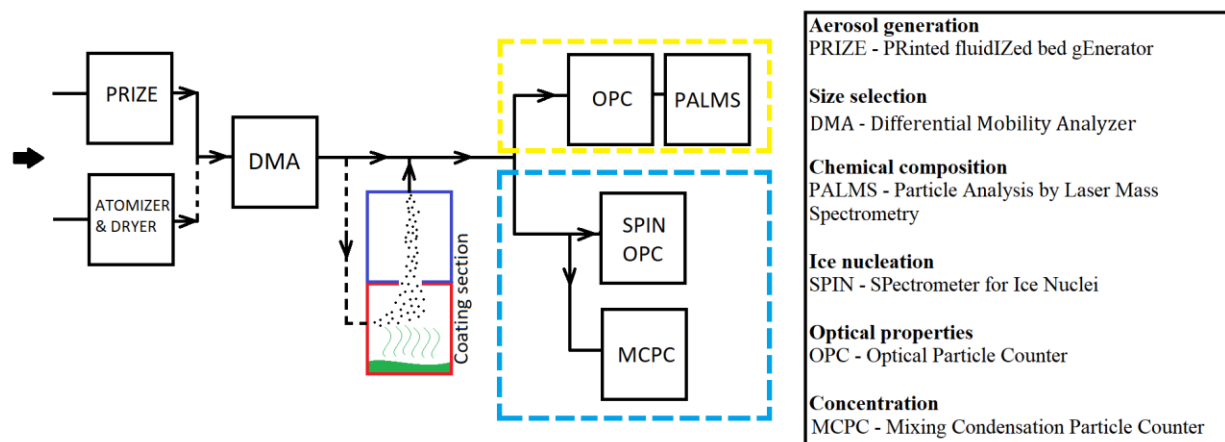 PRIZE
ATOMIZER
& DRYER
DMA
Coating section
OPC
PALMS
SPIN
OPC
MCPC
Aerosol generation
PRIZE - PRinted fluidIZed bed gEnerator
Size selection
DMA - Differential Mobility Analyzer
Chemical composition
PALMS - Particle Analysis by Laser Mass
Spectrometry
Ice nucleation
SPIN - SPectrometer for Ice Nuclei
Optical properties
OPC - Optical Particle Counter
Concentration
MCPC - Mixing Condensation Particle Counter